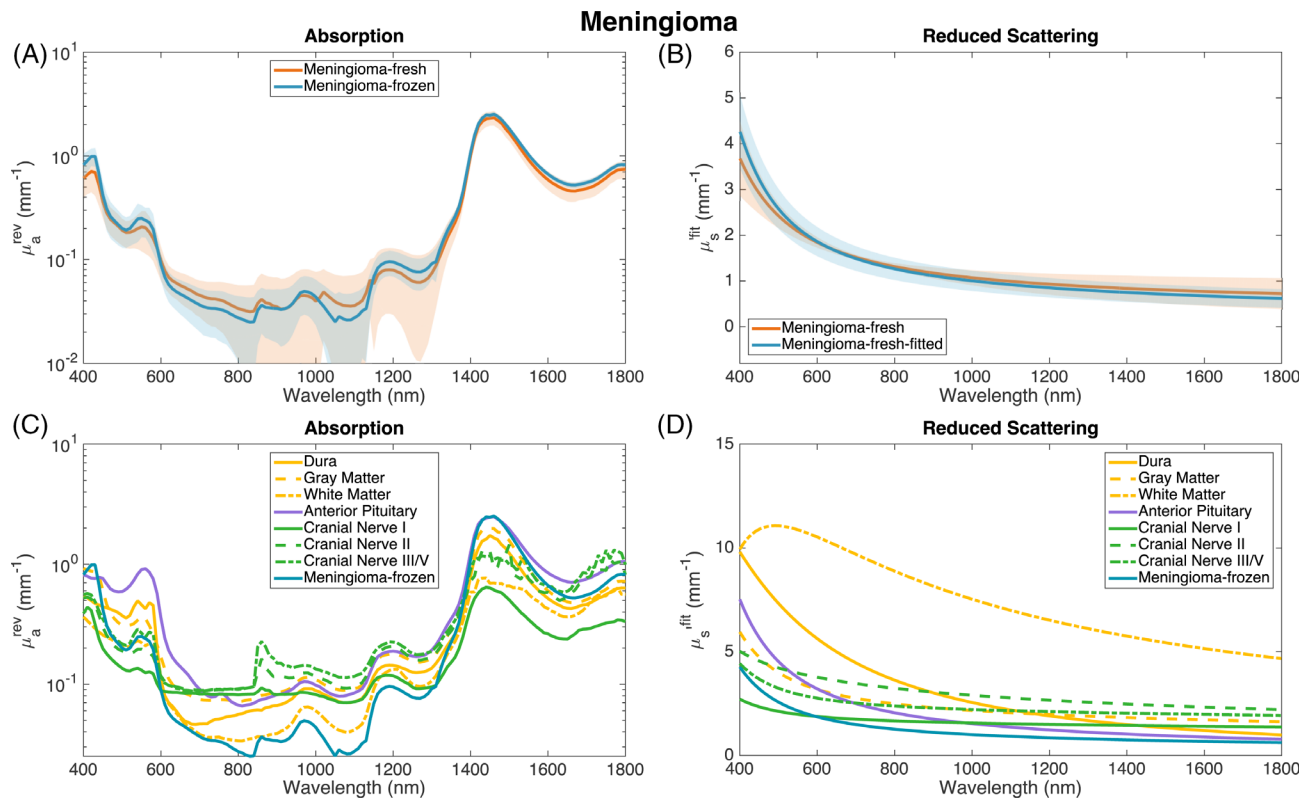 Meningioma
(A)
Absorption
Meningioma-fresh
Meningioma-frozen
10^1
10^0
10^-1
10^-2
μ_a^rev (mm^-1)
400 600 800 1000 1200 1400 1600 1800
Wavelength (nm)
(B)
Reduced Scattering
6
5
4
3
2
1
0
μ_s'^fit (mm^-1)
Meningioma-fresh
Meningioma-fresh-fitted
400 600 800 1000 1200 1400 1600 1800
Wavelength (nm)
(C)
Absorption
Dura
Gray Matter
White Matter
Anterior Pituitary
Cranial Nerve I
Cranial Nerve II
Cranial Nerve III/V
Meningioma-frozen
10^1
10^0
10^-1
μ_a^rev (mm^-1)
400 600 800 1000 1200 1400 1600 1800
Wavelength (nm)
(D)
Reduced Scattering
Dura
Gray Matter
White Matter
Anterior Pituitary
Cranial Nerve I
Cranial Nerve II
Cranial Nerve III/V
Meningioma-frozen
15
10
5
0
μ_s'^fit (mm^-1)
400 600 800 1000 1200 1400 1600 1800
Wavelength (nm)